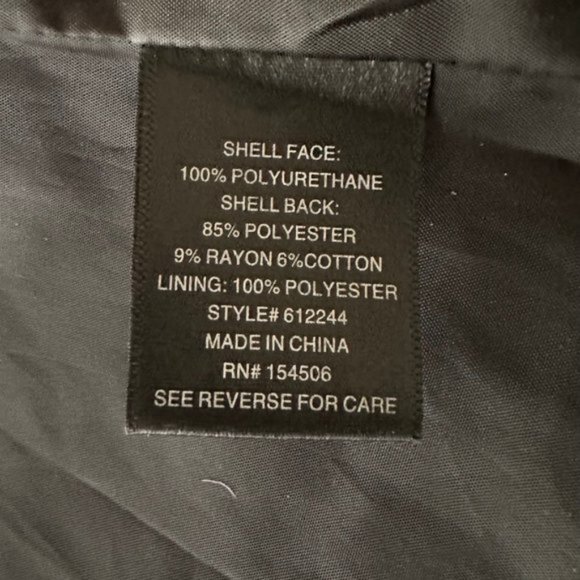 SHELL FACE:
100% POLYURETHANE
SHELL BACK:
85% POLYESTER
9% RAYON 6%COTTON
LINING: 100% POLYESTER
STYLE# 612244
MADE IN CHINA
RN# 154506
SEE REVERSE FOR CARE